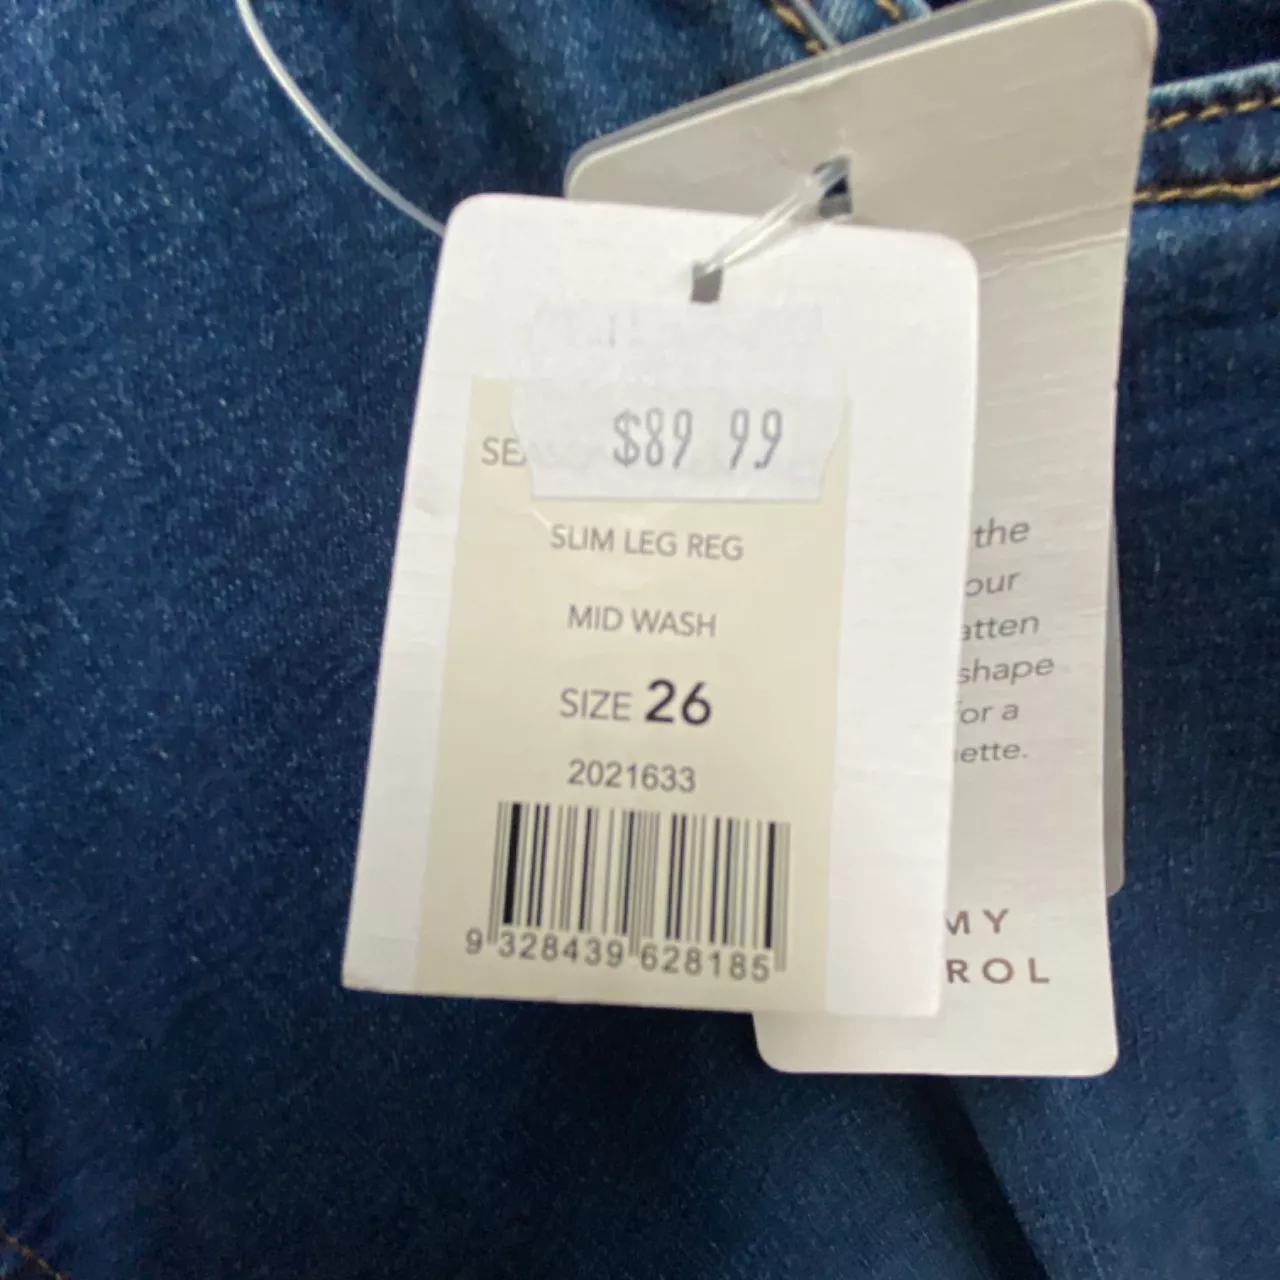 $89 99
SE
SLIM LEG REG
MID WASH
SIZE 26
2021633
9 328439 628185
the
our
atten
shape
for a
ette.
MY
ROL